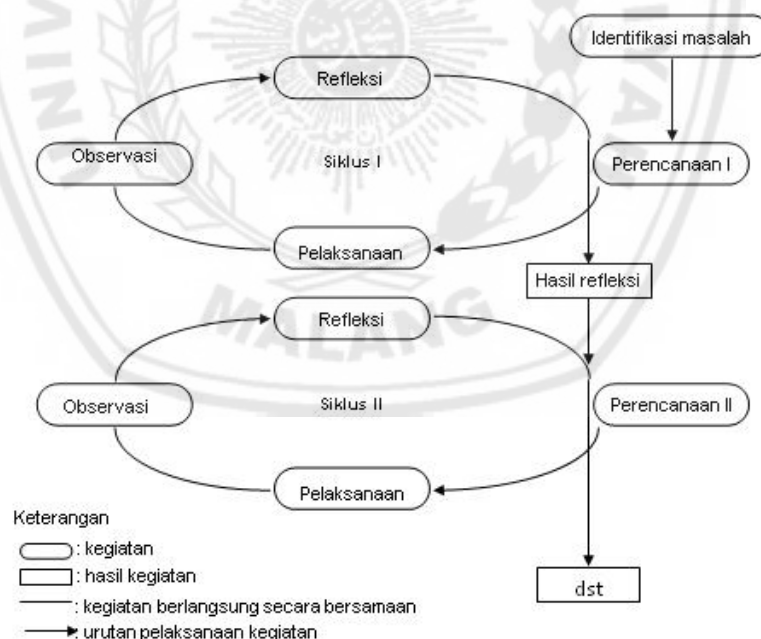 Identifikasi masalah
Refleksi
Observasi
Siklus I
Perencanaan I
Pelaksanaan
Hasil refleksi
MALANG
Refleksi
Observasi
Siklus II
Perencanaan II
Pelaksanaan
Keterangan
: kegiatan
: hasil kegiatan
: kegiatan berlangsung secara bersamaan
: urutan pelaksanaan kegiatan
dst